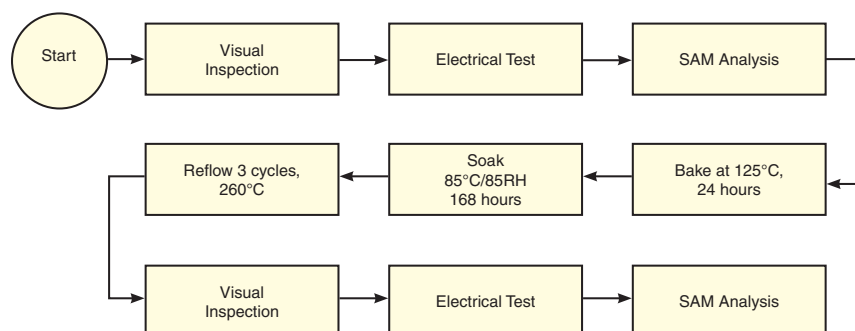 Start
Visual
Inspection
Electrical Test
SAM Analysis
Bake at 125°C,
24 hours
Soak
85°C/85RH
168 hours
Reflow 3 cycles,
260°C
Visual
Inspection
Electrical Test
SAM Analysis